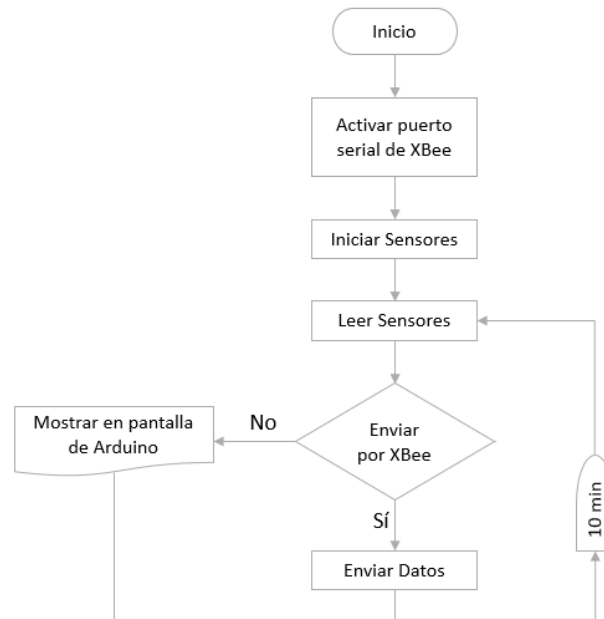 Inicio
Activar puerto
serial de XBee
Iniciar Sensores
Leer Sensores
Enviar
por XBee
No
Mostrar en pantalla
de Arduino
Sí
Enviar Datos
10 min